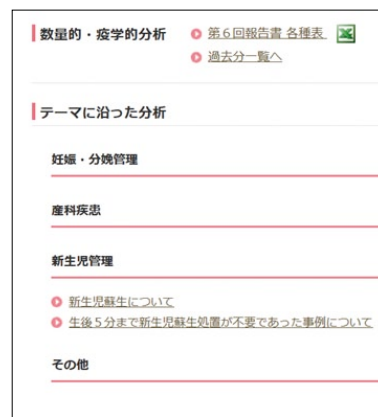 数量的・疫学的分析
第6回報告書 各種表
過去分一覧へ
テーマに沿った分析
妊娠・分娩管理
産科疾患
新生児管理
新生児蘇生について
生後5分まで新生児蘇生処置が不要であった事例について
その他